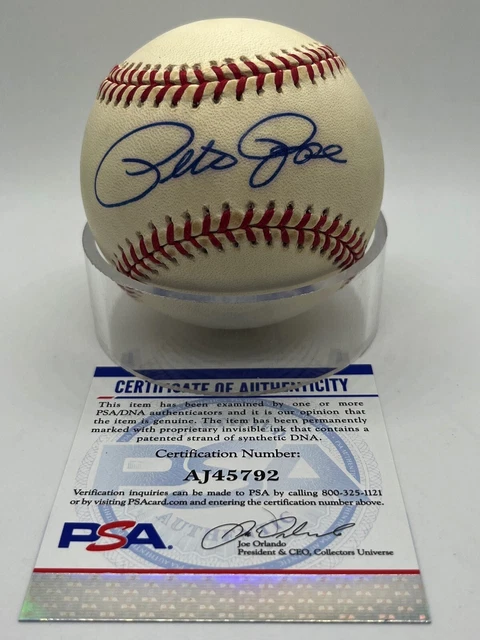 Pete Rose
CERTIFICATE OF AUTHENTICITY
This item has been examined by one or more
PSA/DNA authenticators and it is our opinion that
the item is genuine. The item has been permanently
marked with proprietary invisible ink that contains a
patented strand of synthetic DNA.
Certification Number:
AJ45792
Verification inquiries can be made to PSA by calling 800-325-1121
or by visiting PSAcard.com and entering the certification number above.
PSA.
Joe Orlando
Joe Orlando
President & CEO, Collectors Universe